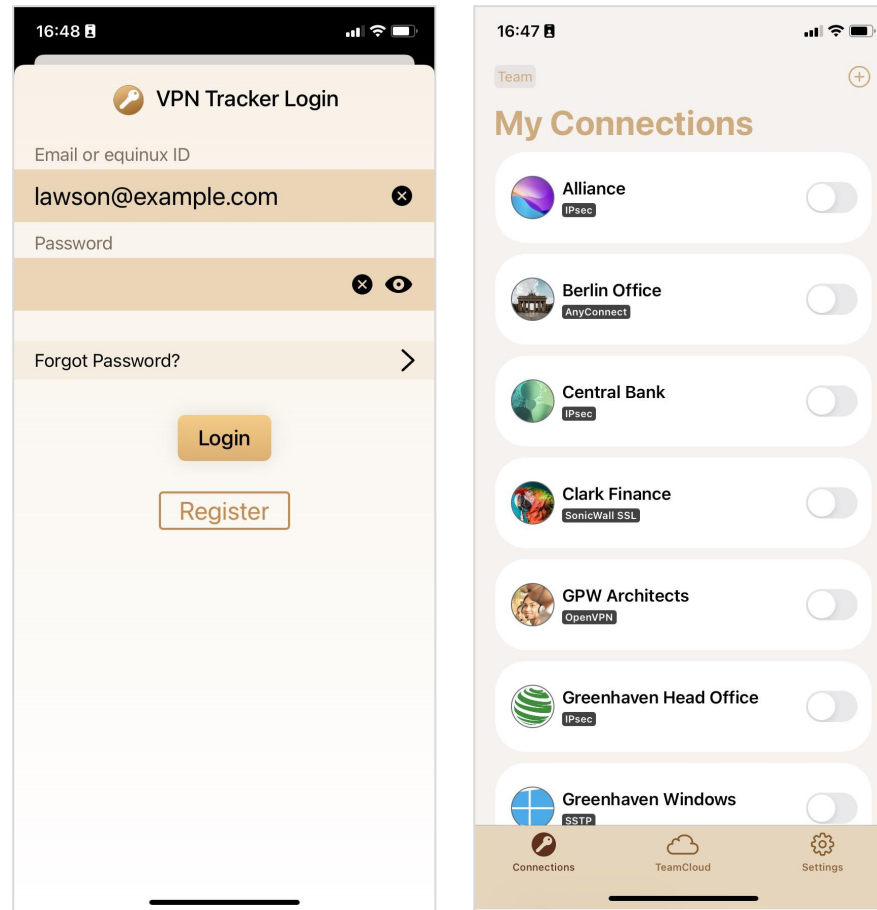 16:48
VPN Tracker Login
Email or equinux ID
lawson@example.com
Password
Forgot Password?
Login
Register
16:47
Team
My Connections
Alliance
IPsec
Berlin Office
AnyConnect
Central Bank
IPsec
Clark Finance
SonicWall SSL
GPW Architects
OpenVPN
Greenhaven Head Office
IPsec
Greenhaven Windows
SSTP
Connections
TeamCloud
Settings